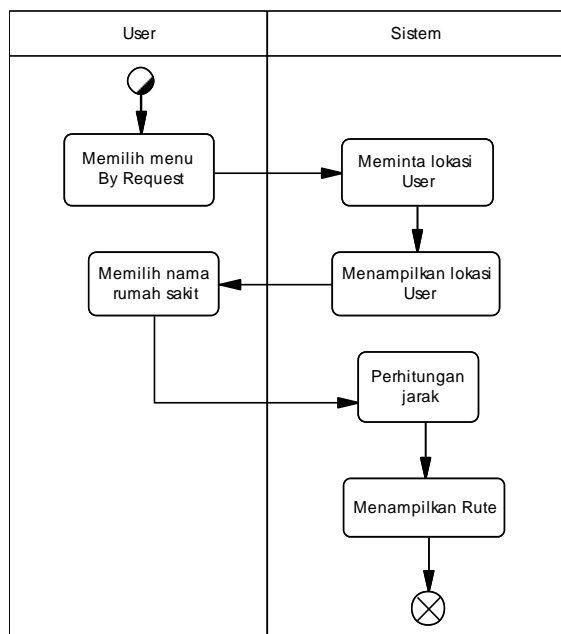 User
Sistem
Memilih menu
By Request
Meminta lokasi
User
Memilih nama
rumah sakit
Menampilkan lokasi
User
Perhitungan
jarak
Menampilkan Rute